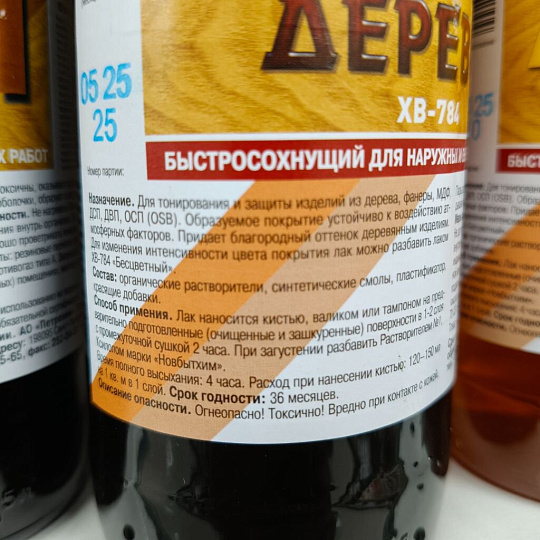 ДЕРЕВ
ХВ-784
05 25
25
Номер партии:
БЫСТРОСОХНУЩИЙ ДЛЯ НАРУЖНЫ
Назначение. Для тонирования и защиты изделий из дерева, фанеры, МДФ,
ДСП, ДВП, ОСП (OSB). Образуемое покрытие устойчиво к воздействию ат-
мосферных факторов. Придает благородный оттенок деревянным изделиям.
Для изменения интенсивности цвета покрытия лак можно разбавить лаком
ХВ-784 «Бесцветный».
Состав: органические растворители, синтетические смолы, пластификатор,
красящие добавки.
Способ применения. Лак наносится кистью, валиком или тампоном на пред-
варительно подготовленные (очищенные и зашкуренные) поверхности в 1-2 слоя
с промежуточной сушкой 2 часа. При загустении разбавить Растворителем №1,
Ксилолом марки «Новбытхим».
Время полного высыхания: 4 часа. Расход при нанесении кистью: 120–150 мл
на 1 кв. м в 1 слой. Срок годности: 36 месяцев.
Описание опасности. Огнеопасно! Токсично! Вредно при контакте с кожей.
Х РАБОТ